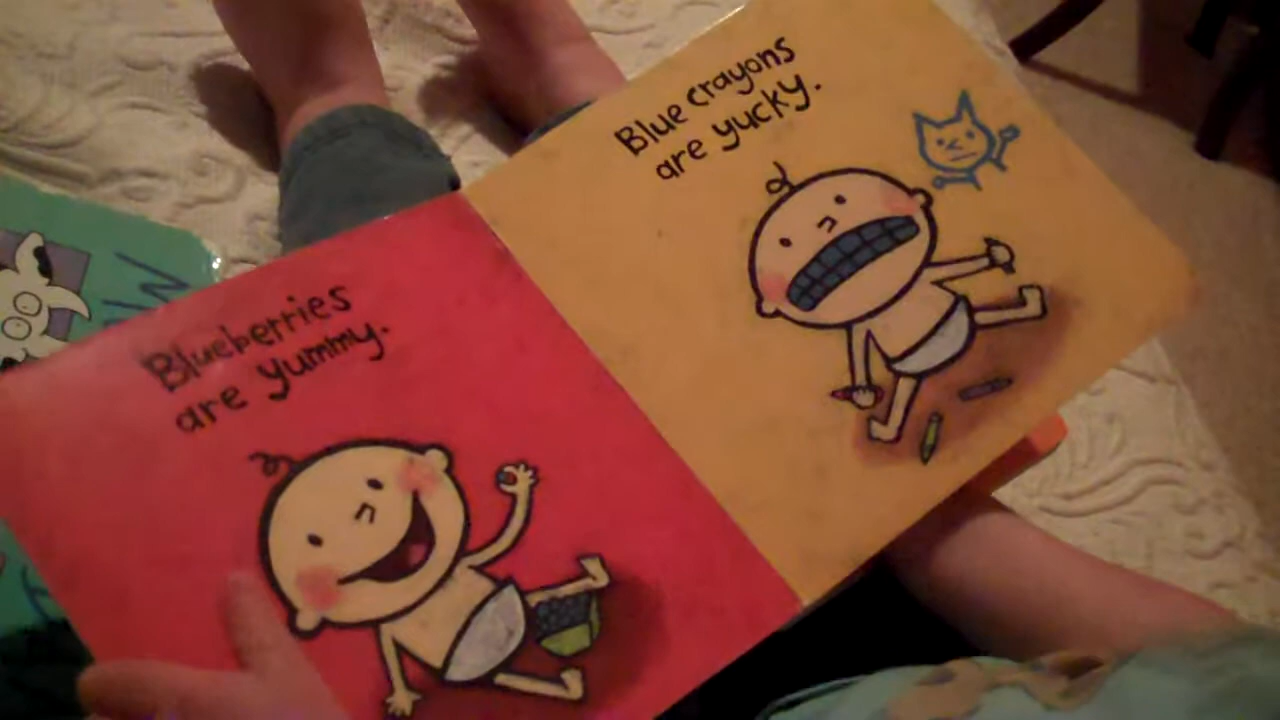 Blueberries
are yummy.
Blue crayons
are yucky.